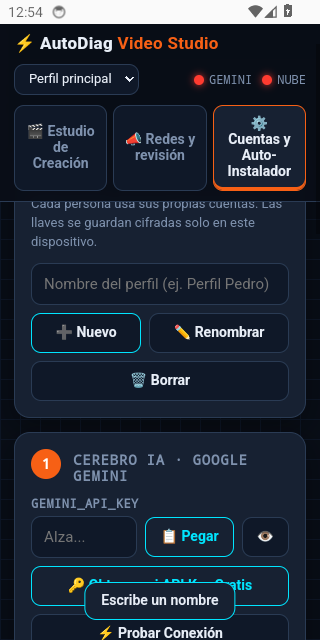 12:54
⚡ AutoDiag Video Studio
Perfil principal
GEMINI
NUBE
🎬 Estudio
de
Creación
📣 Redes y
revisión
⚙️
Cuentas y
Auto-
Instalador
Cada persona usa sus propias cuentas. Las
llaves se guardan cifradas solo en este
dispositivo.
Nombre del perfil (ej. Perfil Pedro)
➕ Nuevo
✏️ Renombrar
🗑️ Borrar
1
CEREBRO IA · GOOGLE
GEMINI
GEMINI_API_KEY
AIza...
📋 Pegar
👁️
Escribe un nombre
⚡ Probar Conexión